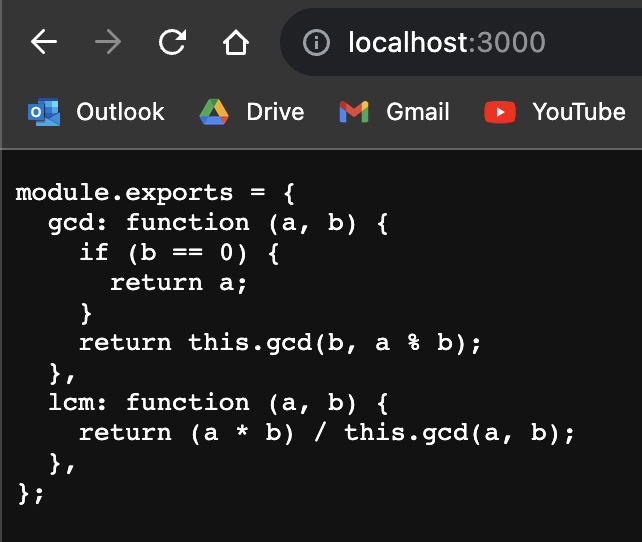 localhost:3000
Outlook Drive Gmail YouTube
module.exports = {
  gcd: function (a, b) {
    if (b == 0) {
      return a;
    }
    return this.gcd(b, a % b);
  },
  lcm: function (a, b) {
    return (a * b) / this.gcd(a, b);
  },
};